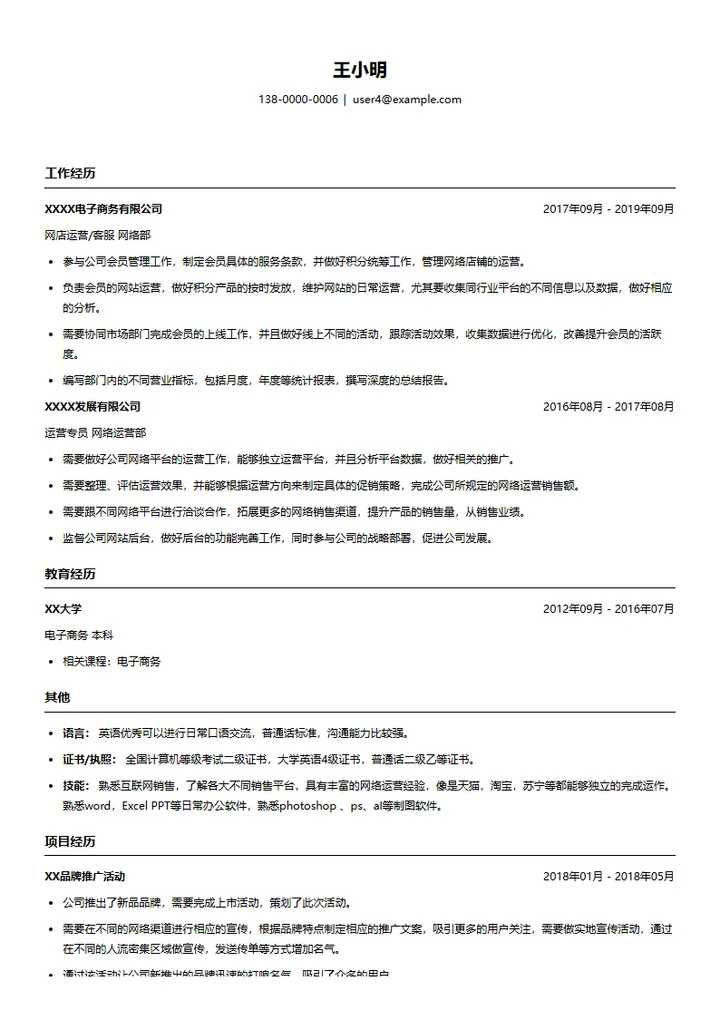 王小明
138-0000-0006 | user4@example.com
工作经历
XXXX电子商务有限公司 2017年09月 - 2019年09月
网店运营/客服 网络部
• 参与公司会员管理工作，制定会员具体的服务条款，并做好积分统筹工作，管理网络店铺的运营。
• 负责会员的网站运营，做好积分产品的按时发放，维护网站的日常运营，尤其要收集同行业平台的不同信息以及数据，做好相应
的分析。
• 需要协同市场部门完成会员的上线工作，并且做好线上不同的活动，跟踪活动效果，收集数据进行优化，改善提升会员的活跃
度。
• 编写部门内的不同营业指标，包括月度，年度等统计报表，撰写深度的总结报告。
XXXX发展有限公司 2016年08月 - 2017年08月
运营专员 网络运营部
• 需要做好公司网络平台的运营工作，能够独立运营平台，并且分析平台数据，做好相关的推广。
• 需要整理、评估运营效果，并能够根据运营方向来制定具体的促销策略，完成公司所规定的网络运营销售额。
• 需要跟不同网络平台进行洽谈合作，拓展更多的网络销售渠道，提升产品的销售量，从销售业绩。
• 监督公司网站后台，做好后台的功能完善工作，同时参与公司的战略部署，促进公司发展。
教育经历
XX大学 2012年09月 - 2016年07月
电子商务 本科
• 相关课程：电子商务
其他
• 语言： 英语优秀可以进行日常口语交流，普通话标准，沟通能力比较强。
• 证书/执照： 全国计算机等级考试二级证书，大学英语4级证书，普通话二级乙等证书。
• 技能： 熟悉互联网销售，了解各大不同销售平台，具有丰富的网络运营经验，像是天猫，淘宝，苏宁等都能够独立的完成运作。
熟悉word，Excel PPT等日常办公软件，熟悉photoshop 、ps、aI等制图软件。
项目经历
XX品牌推广活动 2018年01月 - 2018年05月
• 公司推出了新品品牌，需要完成上市活动，策划了此次活动。
• 需要在不同的网络渠道进行相应的宣传，根据品牌特点制定相应的推广文案，吸引更多的用户关注，需要做实地宣传活动，通过
在不同的人流密集区域做宣传，发送传单等方式增加名气。
• 通过该活动让公司新推出的品牌迅速的打响名气，吸引了众多的用户